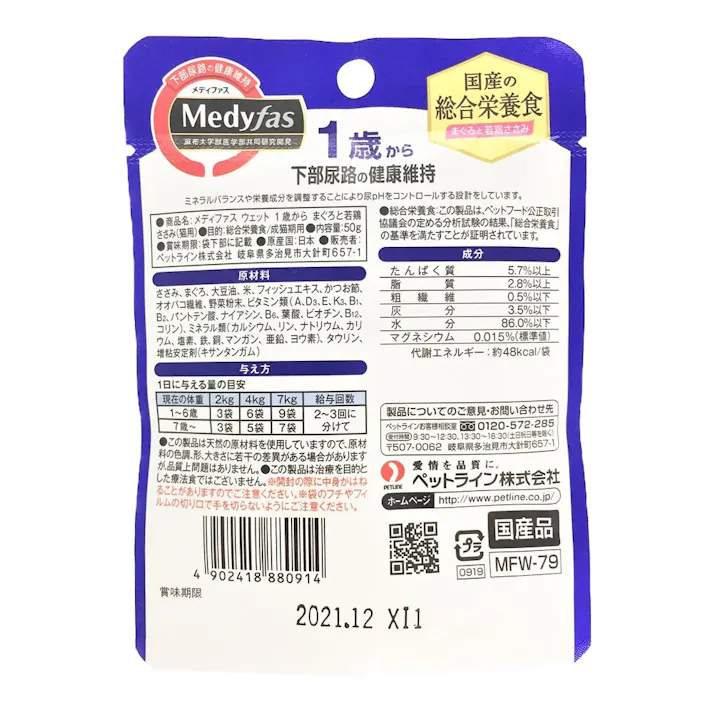 下部尿路の健康維持
メディファス
Medyfas
麻布大学獣医学部共同研究開発
国産の
総合栄養食
まぐろと若鶏ささみ
1歳から
下部尿路の健康維持
ミネラルバランスや栄養成分を調整することにより尿pHをコントロールする設計をしています。
●商品名:メディファス ウェット 1歳から まぐろと若鶏
ささみ(猫用)●目的:総合栄養食/成猫期用●内容量:50g
●賞味期限:袋下部に記載 ●原産国:日本 ●販売者:
ペットライン株式会社 岐阜県多治見市大針町657-1
●総合栄養食:この製品は、ペットフード公正取引
協議会の定める分析試験の結果、「総合栄養食」
の基準を満たすことが証明されています。
原材料
ささみ、まぐろ、大豆油、米、フィッシュエキス、かつお節、
オオバコ繊維、野菜粉末、ビタミン類(A、D3、E、K3、B1、
B2、パントテン酸、ナイアシン、B6、葉酸、ビオチン、B12、
コリン)、ミネラル類(カルシウム、リン、ナトリウム、カリ
ウム、塩素、鉄、銅、マンガン、亜鉛、ヨウ素)、タウリン、
増粘安定剤(キサンタンガム)
成分
たんぱく質 5.7%以上
脂質 2.8%以上
粗繊維 0.5%以下
灰分 3.5%以下
水分 86.0%以下
マグネシウム 0.015%(標準値)
代謝エネルギー:約48kcal/袋
与え方
1日に与える量の目安
現在の体重 2kg 4kg 7kg 給与回数
1~6歳 3袋 6袋 9袋 2~3回に
7歳~ 3袋 5袋 7袋 分けて
●この製品は天然の原材料を使用していますので、原材
料の色調、形、大きさに若干の差異がある場合があります
が、品質上問題はありません。●この製品は治療を目的と
した療法食ではございません。※開封の際に中身がはね
ることがありますのでご注意ください。※袋のフチやフィ
ルムの切り口で手を切らないようにご注意ください。
製品についてのご意見・お問い合わせ先
ペットラインお客様相談室 0120-572-285
受付時間 9:30~12:30、13:30~16:30(土日祝日等を除く)
〒507-0062 岐阜県多治見市大針町657-1
愛情を品質に。
PETLINE
ペットライン株式会社
ホームページ http://www.petline.co.jp/
プラ
0919
国産品
MFW-79
4 902418 880914
賞味期限
2021.12 XI1